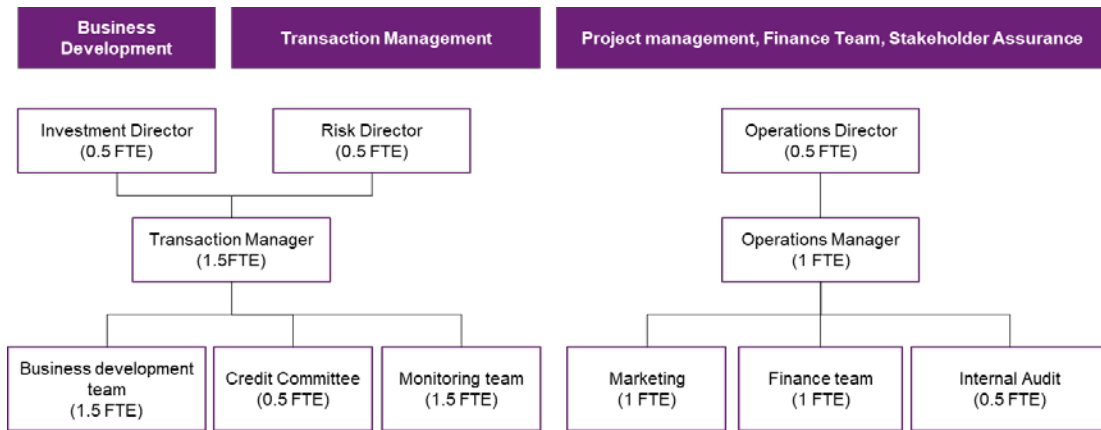 Business
Development
Transaction Management
Project management, Finance Team, Stakeholder Assurance
Investment Director
(0.5 FTE)
Risk Director
(0.5 FTE)
Operations Director
(0.5 FTE)
Transaction Manager
(1.5FTE)
Operations Manager
(1 FTE)
Business development
team
(1.5 FTE)
Credit Committee
(0.5 FTE)
Monitoring team
(1.5 FTE)
Marketing
(1 FTE)
Finance team
(1 FTE)
Internal Audit
(0.5 FTE)